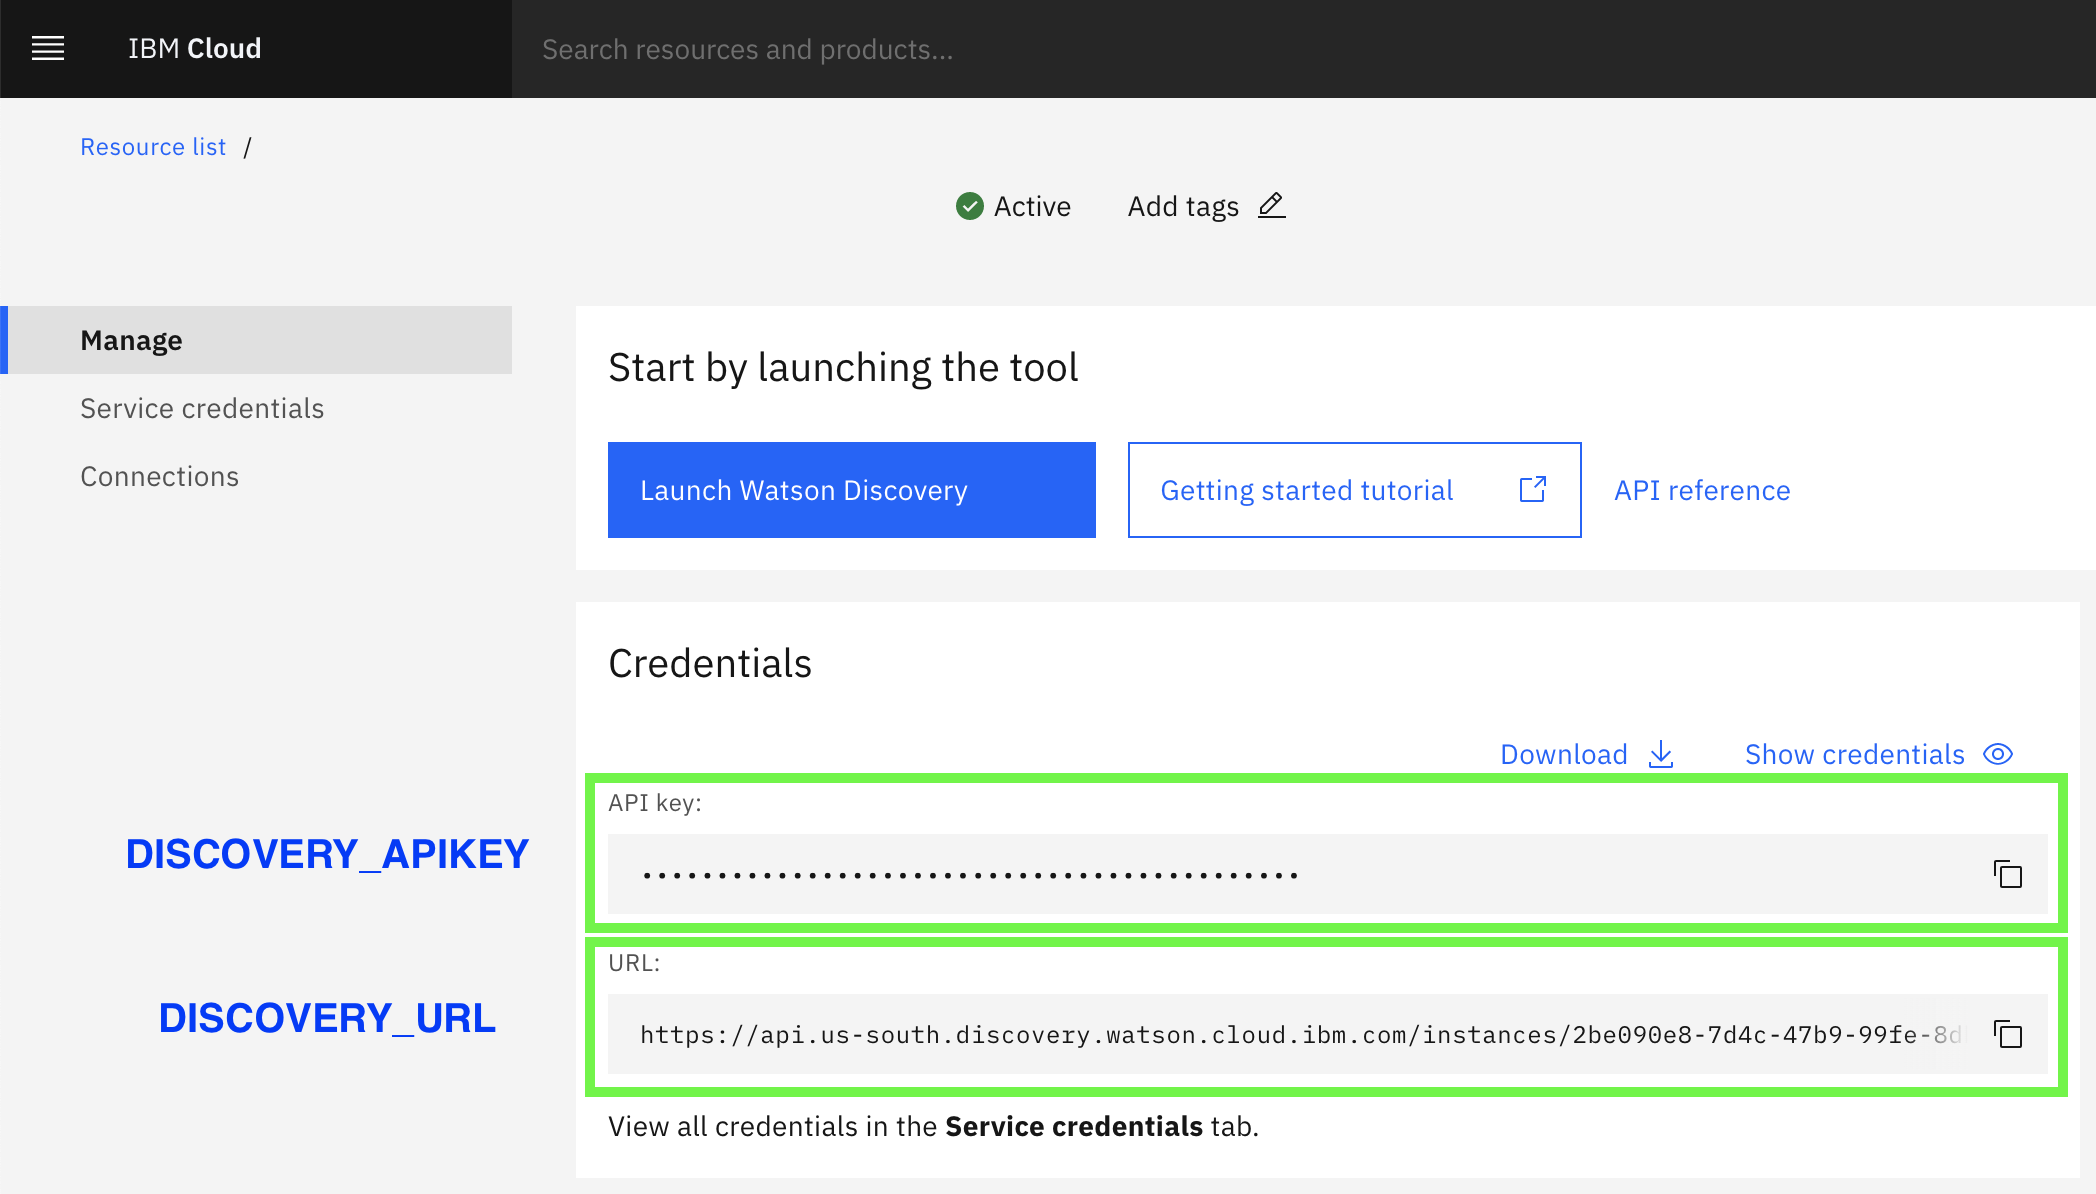 IBM Cloud
Search resources and products...
Resource list /
Active
Add tags
Manage
Service credentials
Connections
Start by launching the tool
Launch Watson Discovery
Getting started tutorial
API reference
Credentials
Download
Show credentials
API key:
DISCOVERY_APIKEY
••••••••••••••••••••••••••••••••••••••••••••
URL:
DISCOVERY_URL
https://api.us-south.discovery.watson.cloud.ibm.com/instances/2be090e8-7d4c-47b9-99fe-8d
View all credentials in the Service credentials tab.